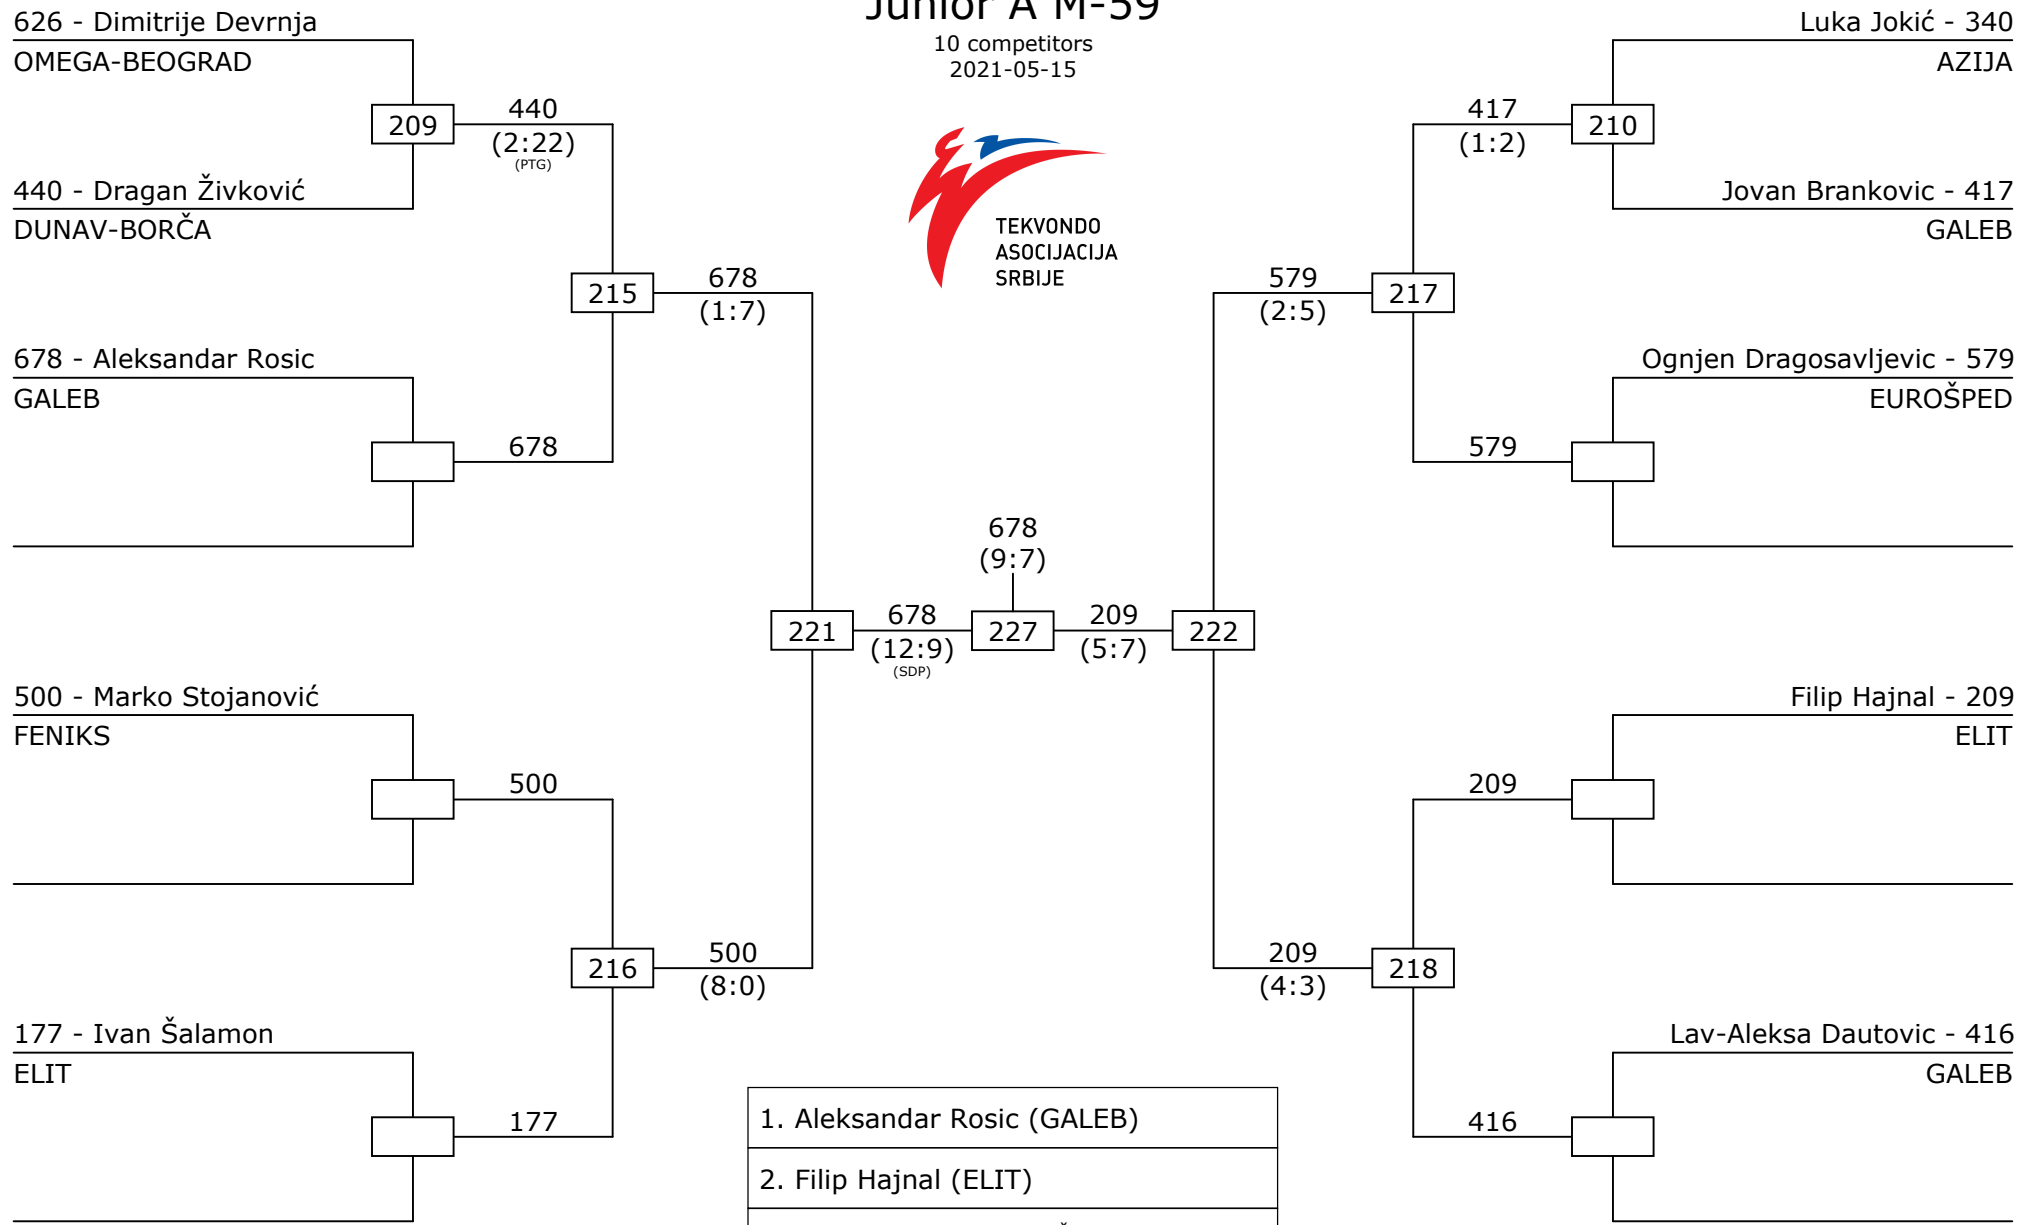 Junior A M-59
10 competitors
2021-05-15
TEKVONDO
ASOCIJACIJA
SRBIJE
626 - Dimitrije Devrnja
OMEGA-BEOGRAD
209
440
(2:22)
(PTG)
440 - Dragan Živković
DUNAV-BORČA
215
678
(1:7)
678 - Aleksandar Rosic
GALEB
678
221
678
(12:9)
(SDP)
500 - Marko Stojanović
FENIKS
500
216
500
(8:0)
177 - Ivan Šalamon
ELIT
177
678
(9:7)
227
Luka Jokić - 340
AZIJA
417
(1:2)
210
Jovan Brankovic - 417
GALEB
579
(2:5)
217
Ognjen Dragosavljevic - 579
EUROŠPED
579
209
(5:7)
222
Filip Hajnal - 209
ELIT
209
209
(4:3)
218
Lav-Aleksa Dautovic - 416
GALEB
416
1. Aleksandar Rosic (GALEB)
2. Filip Hajnal (ELIT)